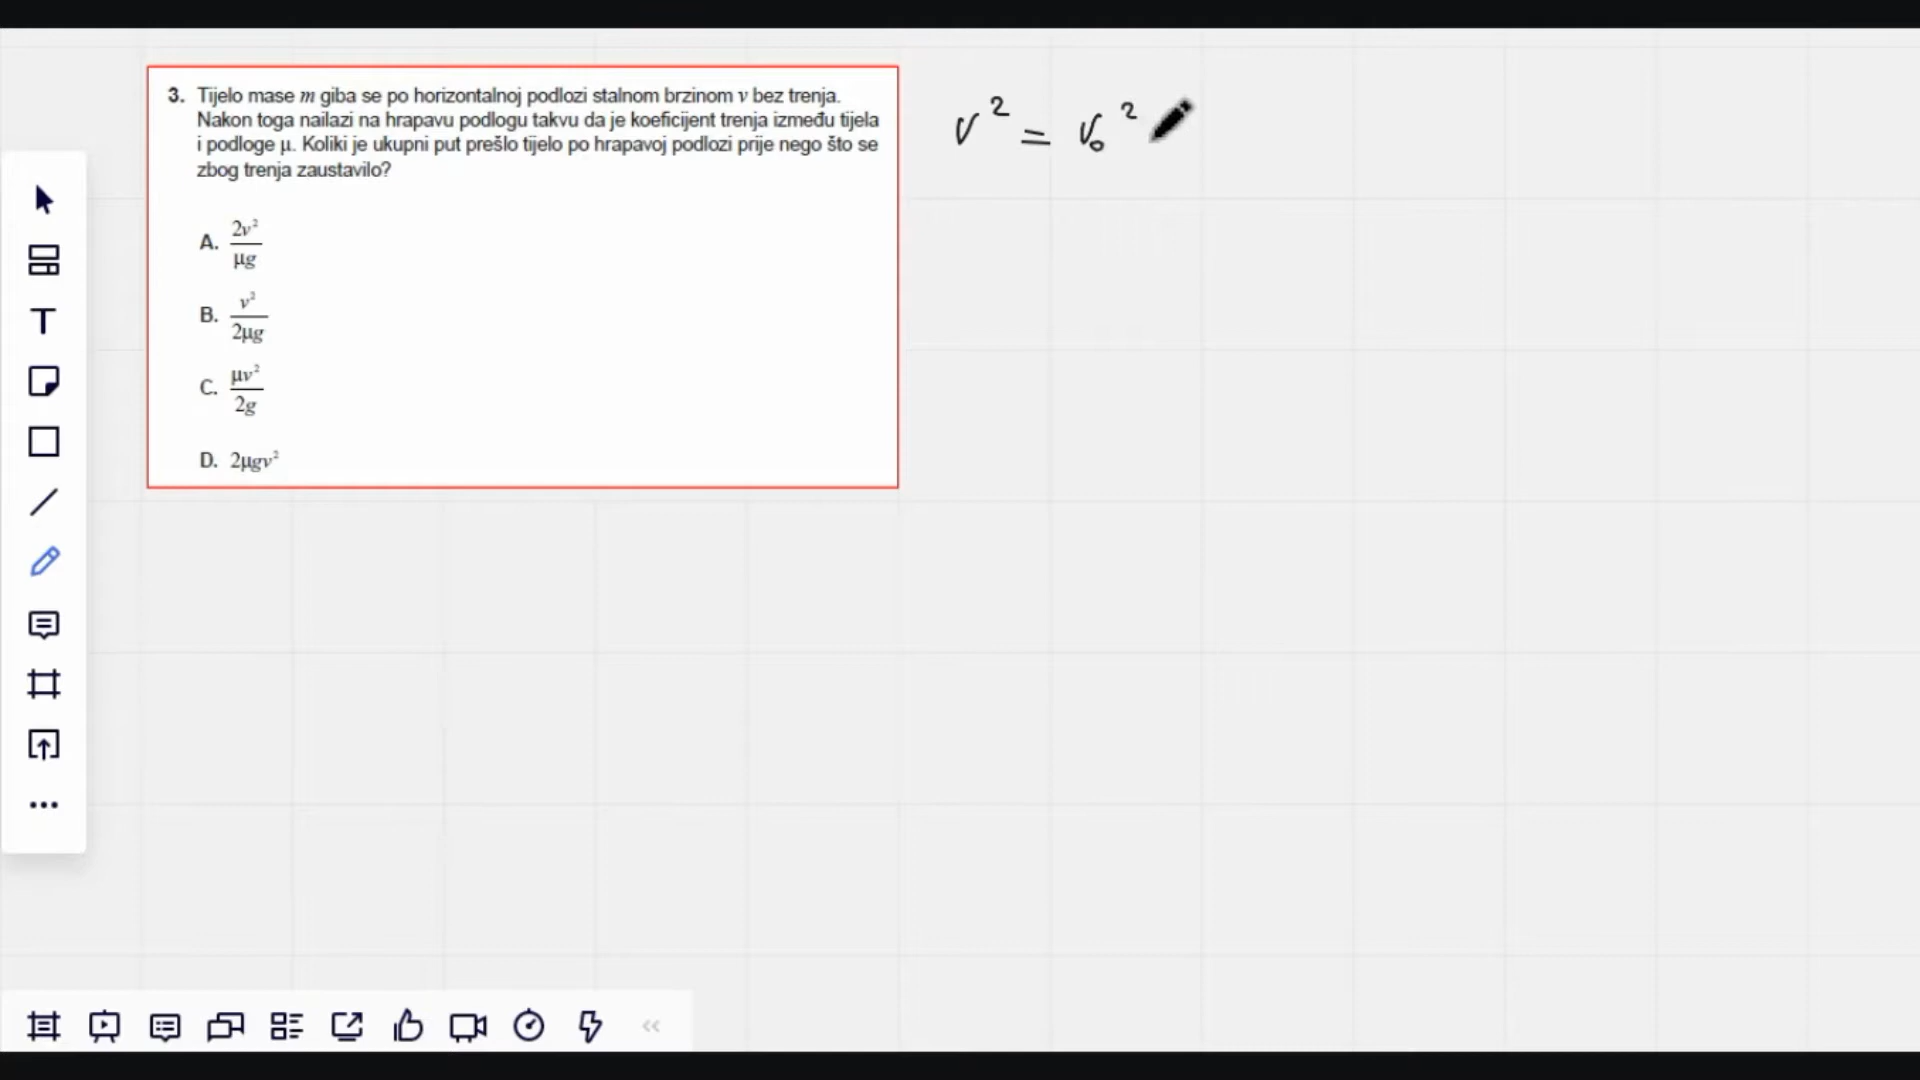 3. Tijelo mase m giba se po horizontalnoj podlozi stalnom brzinom v bez trenja.
Nakon toga nailazi na hrapavu podlogu takvu da je koeficijent trenja između tijela
i podloge μ. Koliki je ukupni put prešlo tijelo po hrapavoj podlozi prije nego što se
zbog trenja zaustavilo?
A. 2v²/μg
B. v²/2μg
C. μv²/2g
D. 2μgv²
v² = v₀²
T